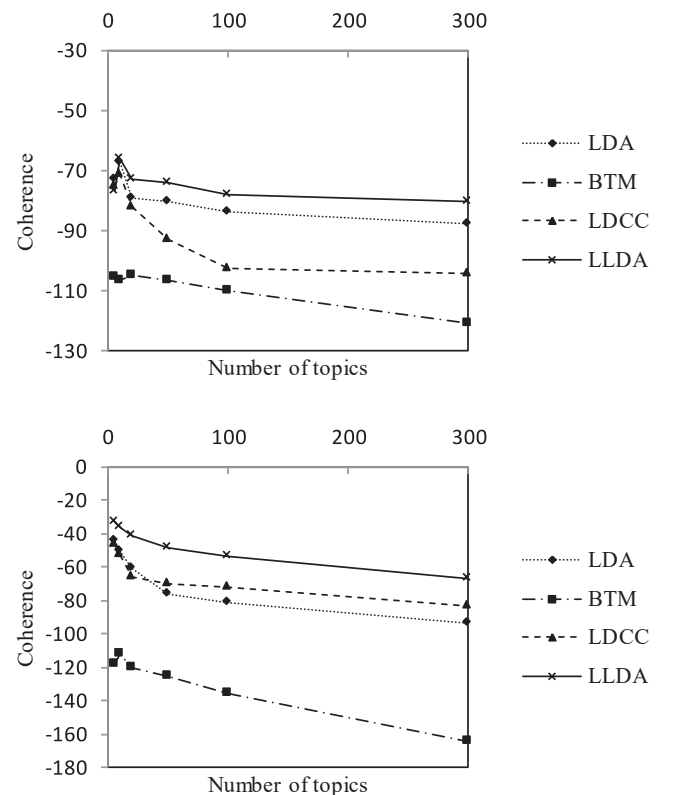 0 100 200 300
-30
-50
-70
-90
-110
-130
Coherence
Number of topics
LDA
BTM
LDCC
LLDA
0 100 200 300
0
-20
-40
-60
-80
-100
-120
-140
-160
-180
Coherence
Number of topics
LDA
BTM
LDCC
LLDA